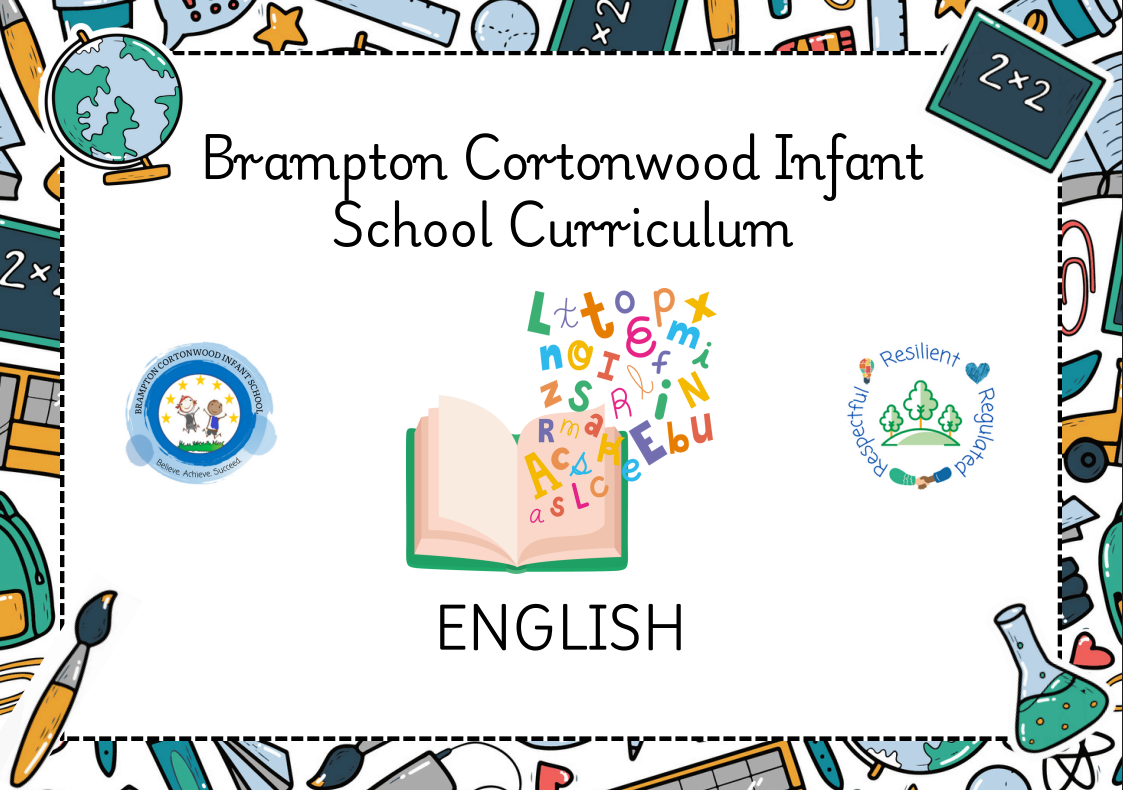 2×2
2×2
2×
Brampton Cortonwood Infant
School Curriculum
BRAMPTON CORTONWOOD INFANT SCHOOL
Believe. Achieve. Succeed
L x t o p x
n o I e m i
z s R l f i N
R m a k E b u
A c s e
a s L c
Respectful
Resilient
Regulated
ENGLISH